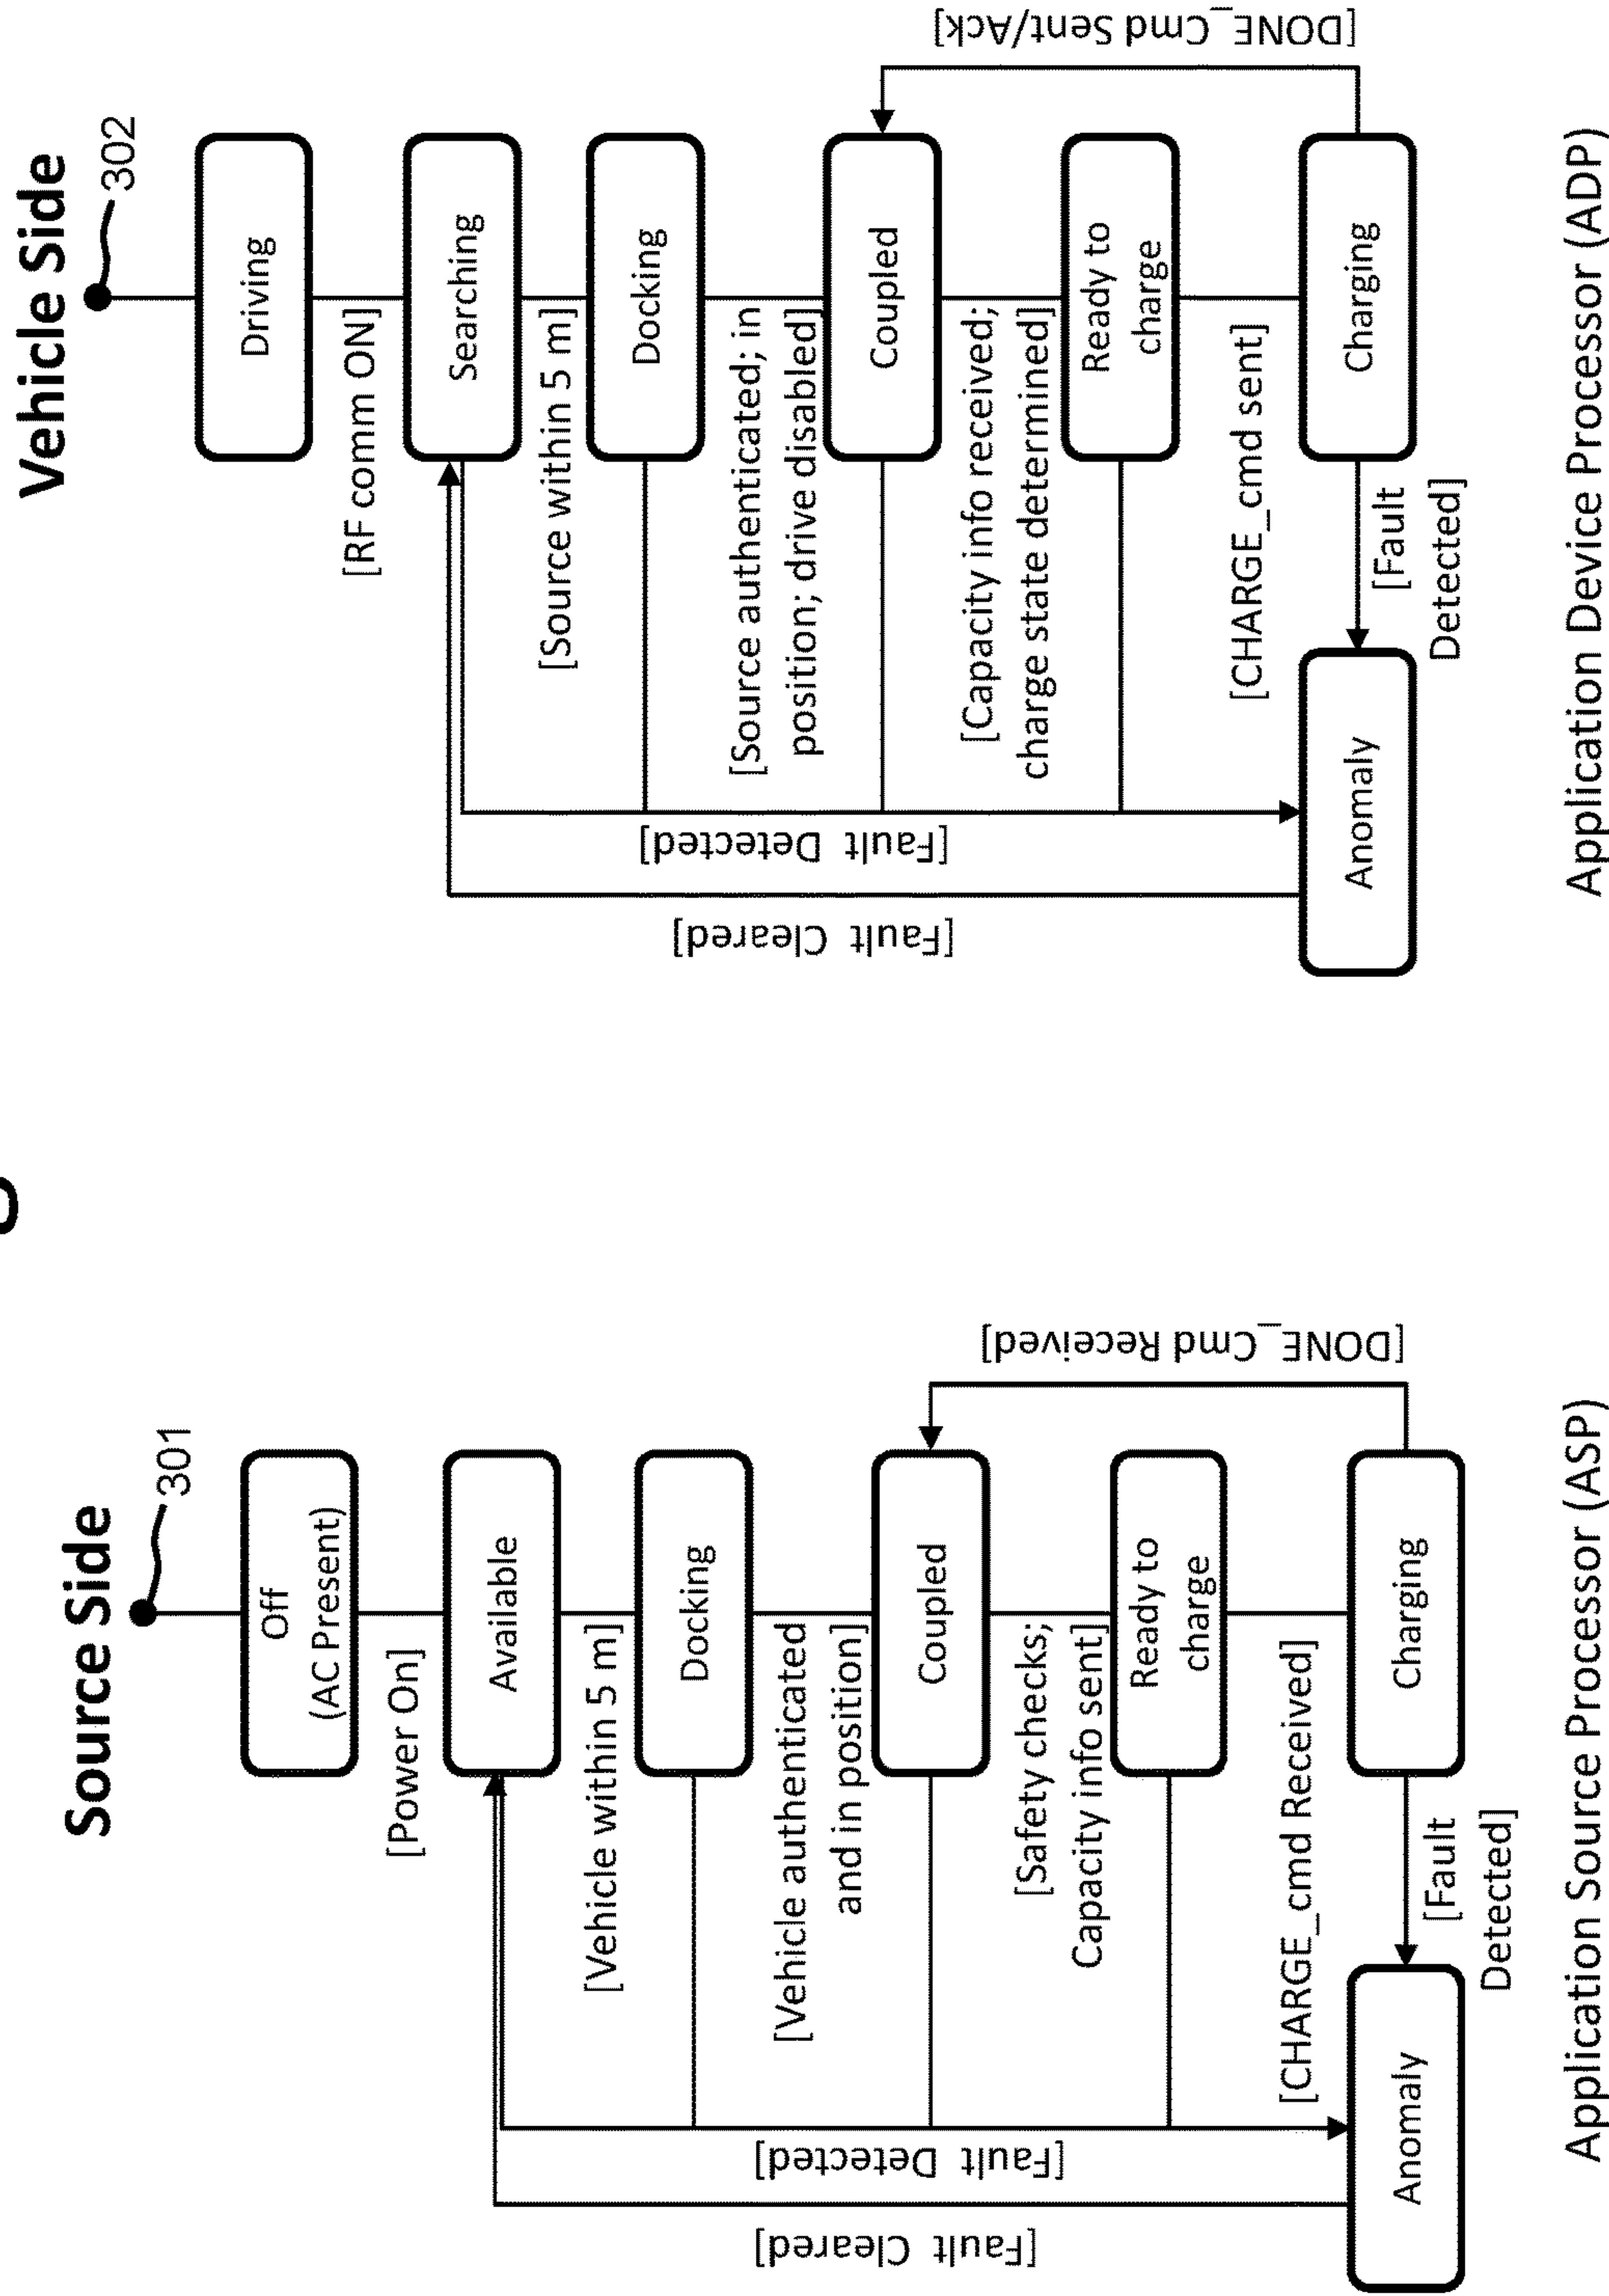 Source Side
301
Off
(AC Present)
[Power On]
Available
[Vehicle within 5 m]
Docking
[Vehicle authenticated
and in position]
Coupled
[Safety checks;
Capacity info sent]
Ready to
charge
[CHARGE_cmd Received]
Charging
[DONE_Cmd Received]
[Fault
Detected]
Anomaly
[Fault Detected]
[Fault Cleared]
Application Source Processor (ASP)
Vehicle Side
302
Driving
[RF comm ON]
Searching
[Source within 5 m]
Docking
[Source authenticated; in
position; drive disabled]
Coupled
[Capacity info received;
charge state determined]
Ready to
charge
[CHARGE_cmd sent]
Charging
[DONE_Cmd Sent/Ack]
[Fault
Detected]
Anomaly
[Fault Detected]
[Fault Cleared]
Application Device Processor (ADP)